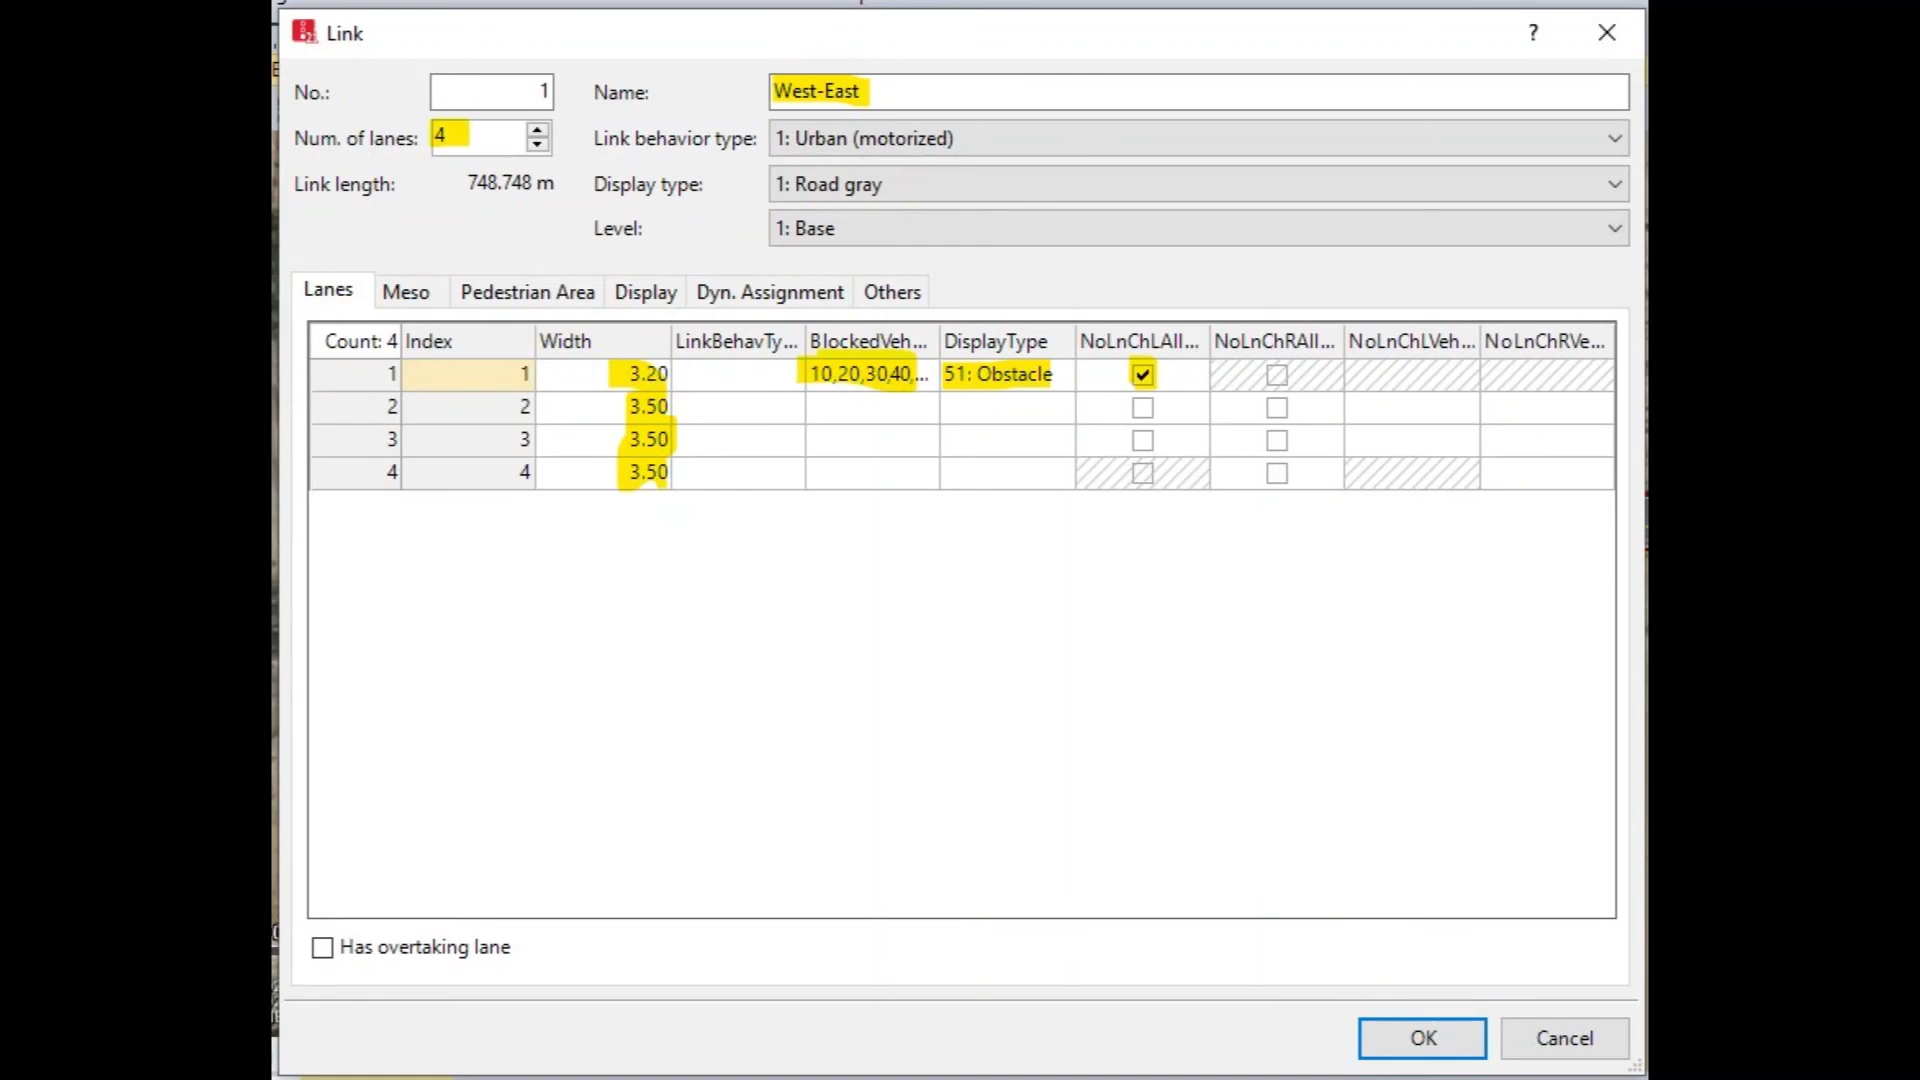 Link ?
No.: 1 Name: West-East
Num. of lanes: 4 Link behavior type: 1: Urban (motorized)
Link length: 748.748 m Display type: 1: Road gray
Level: 1: Base
Lanes Meso Pedestrian Area Display Dyn. Assignment Others
Count: 4 Index Width LinkBehavTy... BlockedVeh... DisplayType NoLnChLAll... NoLnChRAll... NoLnChLVeh... NoLnChRVe...
1 1 3.20 10,20,30,40,... 51: Obstacle
2 2 3.50
3 3 3.50
4 4 3.50
Has overtaking lane
OK Cancel